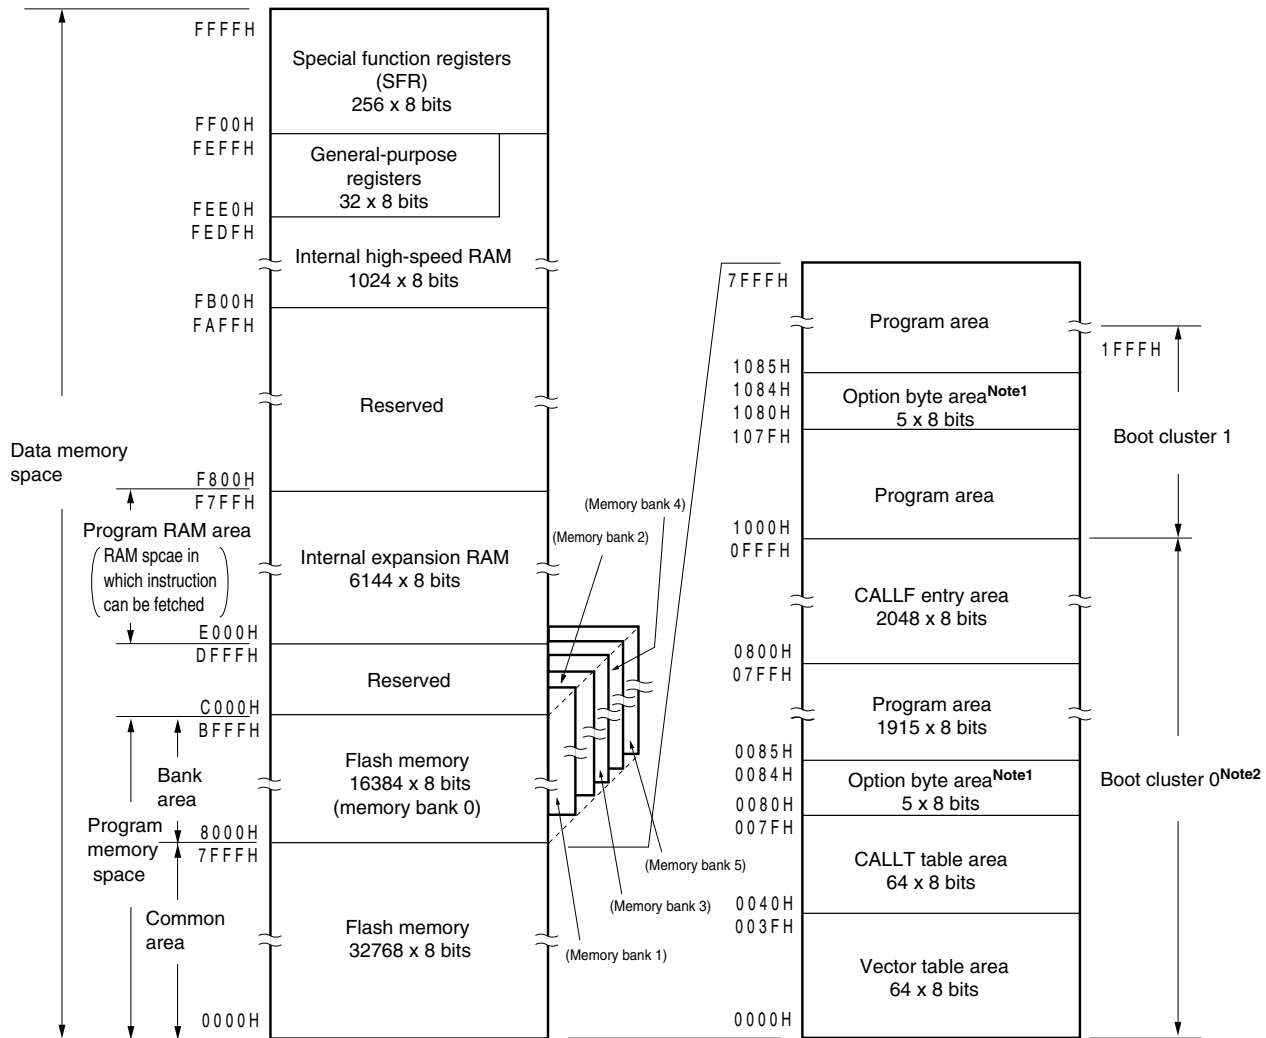 FFFFH
Special function registers
(SFR)
256 x 8 bits
FF00H
FEFFH
General-purpose
registers
32 x 8 bits
FEE0H
FEDFH
Internal high-speed RAM
1024 x 8 bits
FB00H
FAFFH
Reserved
Data memory
space
F800H
F7FFH
Program RAM area
RAM spcae in
which instruction
can be fetched
Internal expansion RAM
6144 x 8 bits
E000H
DFFFH
Reserved
C000H
BFFFH
Flash memory
16384 x 8 bits
(memory bank 0)
Bank
area
Program
memory
space
8000H
7FFFH
Common
area
Flash memory
32768 x 8 bits
0000H
(Memory bank 4)
(Memory bank 2)
(Memory bank 5)
(Memory bank 3)
(Memory bank 1)
7FFFH
Program area
1FFFH
1085H
1084H
Option byte areaNote1
5 x 8 bits
1080H
107FH
Boot cluster 1
Program area
1000H
0FFFH
CALLF entry area
2048 x 8 bits
0800H
07FFH
Program area
1915 x 8 bits
0085H
0084H
Option byte areaNote1
5 x 8 bits
Boot cluster 0Note2
0080H
007FH
CALLT table area
64 x 8 bits
0040H
003FH
Vector table area
64 x 8 bits
0000H